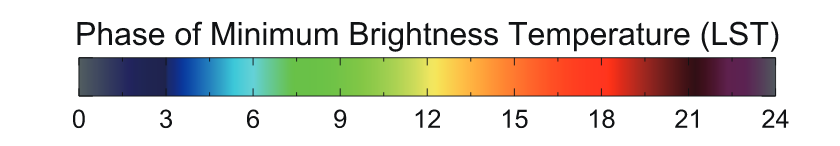 Phase of Minimum Brightness Temperature (LST)
0 3 6 9 12 15 18 21 24